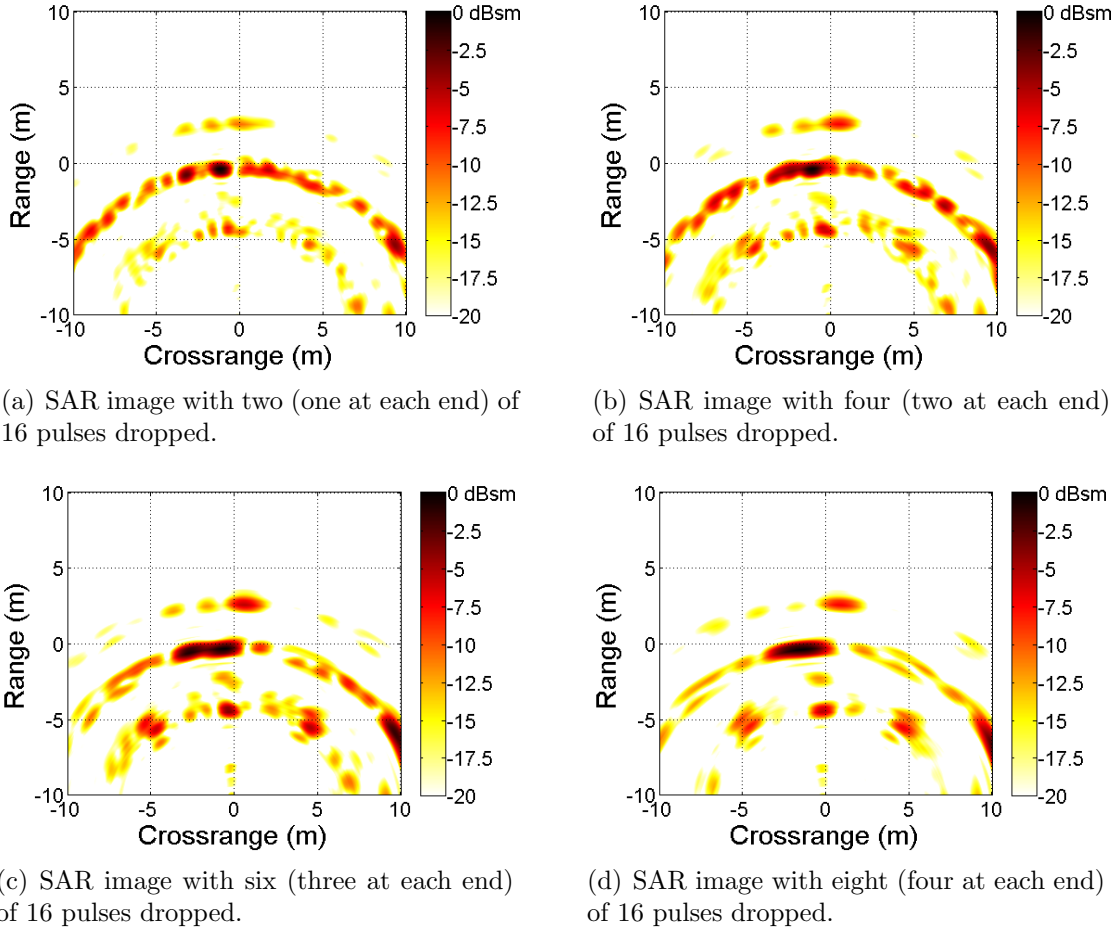 10
5
0
-5
-10
-10 -5 0 5 10
Range (m)
Crossrange (m)
0 dBsm
-2.5
-5
-7.5
-10
-12.5
-15
-17.5
-20
(a) SAR image with two (one at each end) of
16 pulses dropped.
10
5
0
-5
-10
-10 -5 0 5 10
Range (m)
Crossrange (m)
0 dBsm
-2.5
-5
-7.5
-10
-12.5
-15
-17.5
-20
(b) SAR image with four (two at each end)
of 16 pulses dropped.
10
5
0
-5
-10
-10 -5 0 5 10
Range (m)
Crossrange (m)
0 dBsm
-2.5
-5
-7.5
-10
-12.5
-15
-17.5
-20
(c) SAR image with six (three at each end)
of 16 pulses dropped.
10
5
0
-5
-10
-10 -5 0 5 10
Range (m)
Crossrange (m)
0 dBsm
-2.5
-5
-7.5
-10
-12.5
-15
-17.5
-20
(d) SAR image with eight (four at each end)
of 16 pulses dropped.